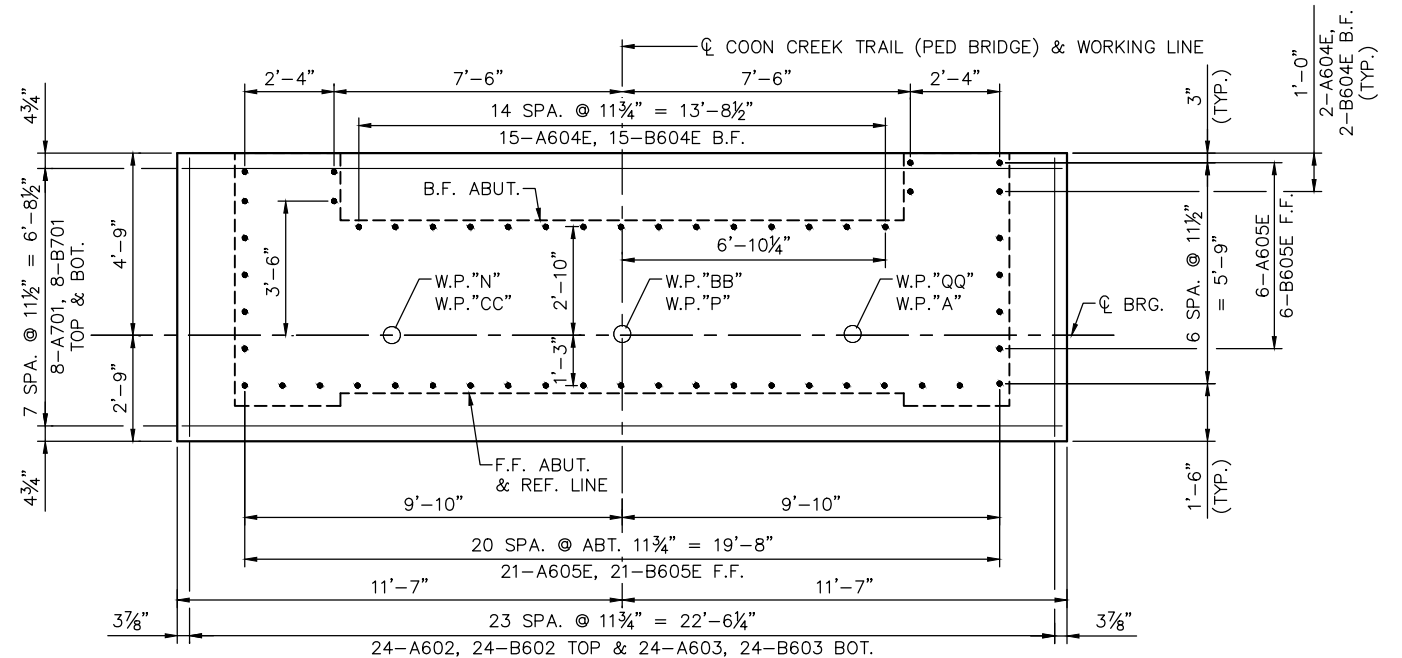 ℄ COON CREEK TRAIL (PED BRIDGE) & WORKING LINE
2'-4"
7'-6"
7'-6"
2'-4"
14 SPA. @ 11¾" = 13'-8½"
15-A604E, 15-B604E B.F.
3"
(TYP.)
1'-0"
2-A604E,
2-B604E B.F.
(TYP.)
4¾"
7 SPA. @ 11½" = 6'-8½"
8-A701, 8-B701
TOP & BOT.
4¾"
4'-9"
2'-9"
B.F. ABUT.
3'-6"
2'-10"
1'-3"
6'-10¼"
W.P."N"
W.P."CC"
W.P."BB"
W.P."P"
W.P."QQ"
W.P."A"
℄ BRG.
6 SPA. @ 11½"
= 5'-9"
6-A605E
6-B605E F.F.
1'-6"
(TYP.)
F.F. ABUT.
& REF. LINE
9'-10"
9'-10"
20 SPA. @ ABT. 11¾" = 19'-8"
21-A605E, 21-B605E F.F.
11'-7"
11'-7"
3⅞"
23 SPA. @ 11¾" = 22'-6¼"
3⅞"
24-A602, 24-B602 TOP & 24-A603, 24-B603 BOT.